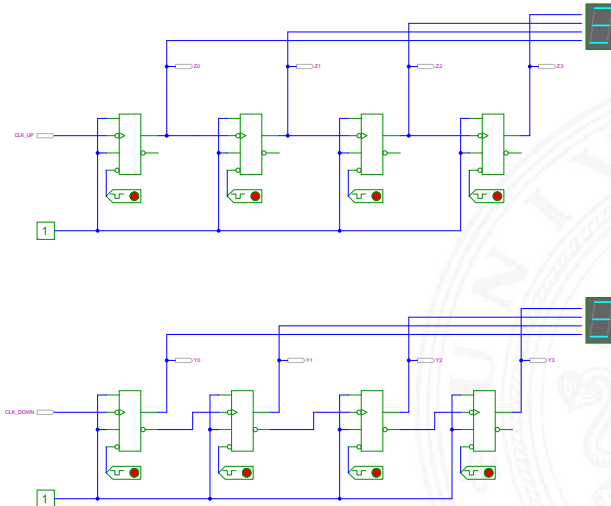 Z0 Z1 Z2 Z3
CLK_UP
1
Y0 Y1 Y2 Y3
CLK_DOWN
1
U N I V